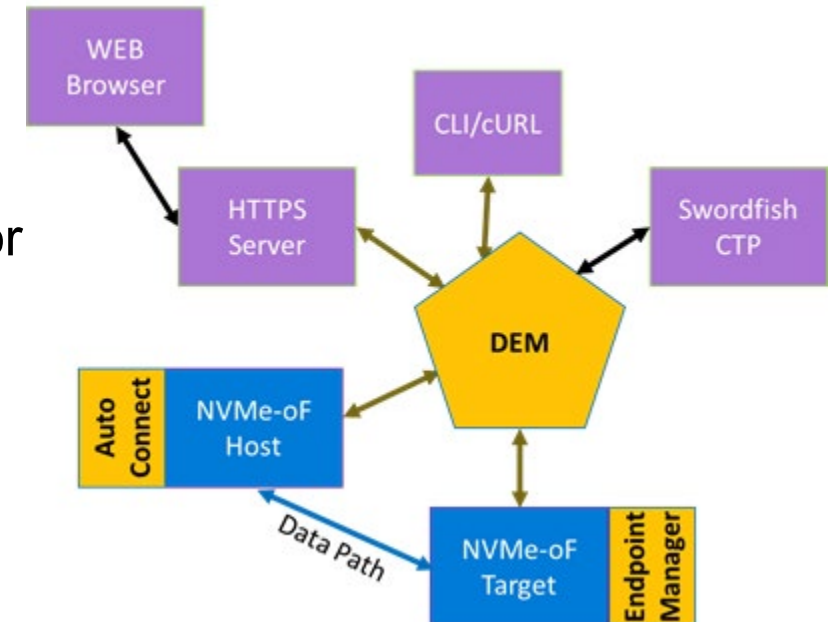 WEB
Browser
CLI/cURL
HTTPS
Server
Swordfish
CTP
or
DEM
Auto
Connect
NVMe-oF
Host
Data Path
NVMe-oF
Target
Endpoint
Manager